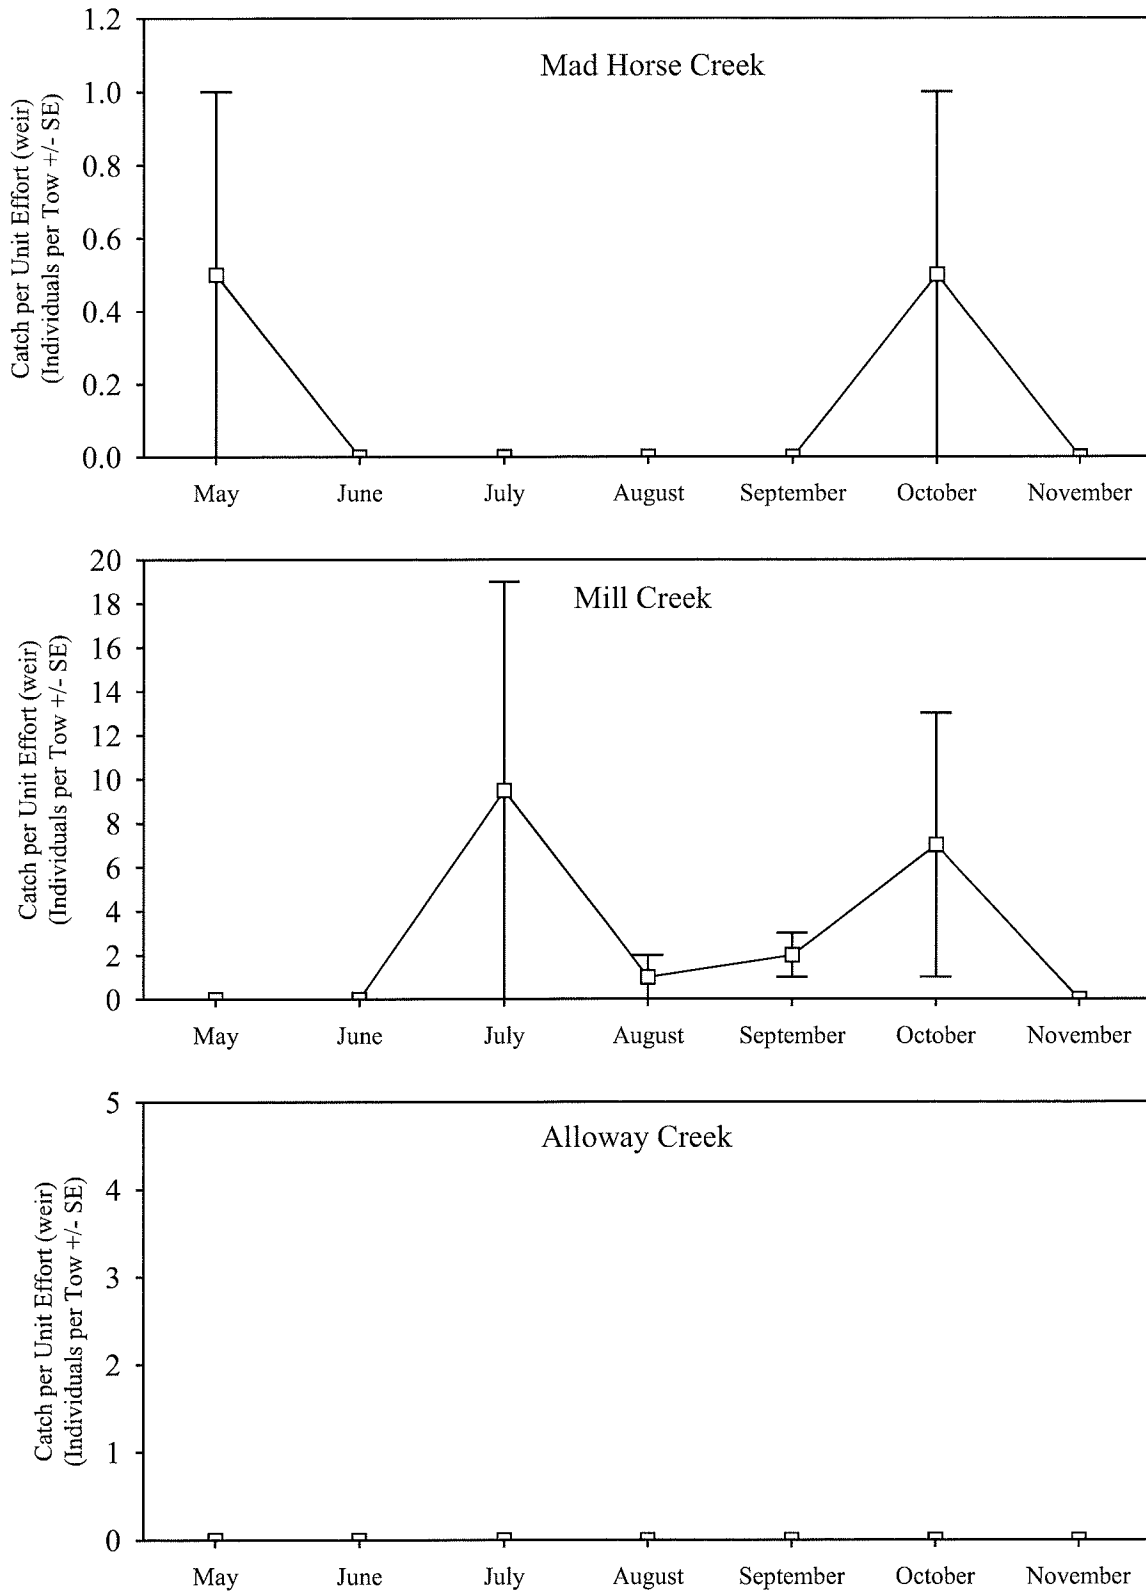 Mad Horse Creek
Catch per Unit Effort (weir)
(Individuals per Tow +/- SE)
1.2
1.0
0.8
0.6
0.4
0.2
0.0
May June July August September October November
Mill Creek
Catch per Unit Effort (weir)
(Individuals per Tow +/- SE)
20
18
16
14
12
10
8
6
4
2
0
May June July August September October November
Alloway Creek
Catch per Unit Effort (weir)
(Individuals per Tow +/- SE)
5
4
3
2
1
0
May June July August September October November